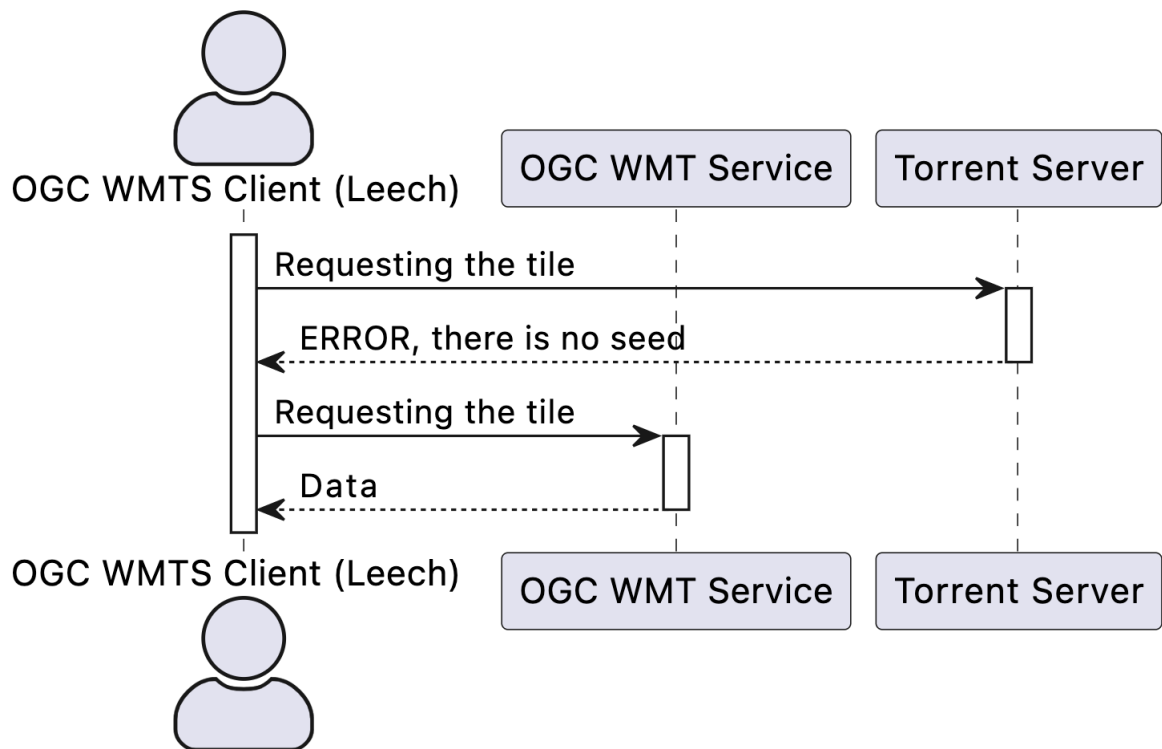 OGC WMTS Client (Leech)
OGC WMT Service
Torrent Server
Requesting the tile
ERROR, there is no seed
Requesting the tile
Data
OGC WMTS Client (Leech)
OGC WMT Service
Torrent Server